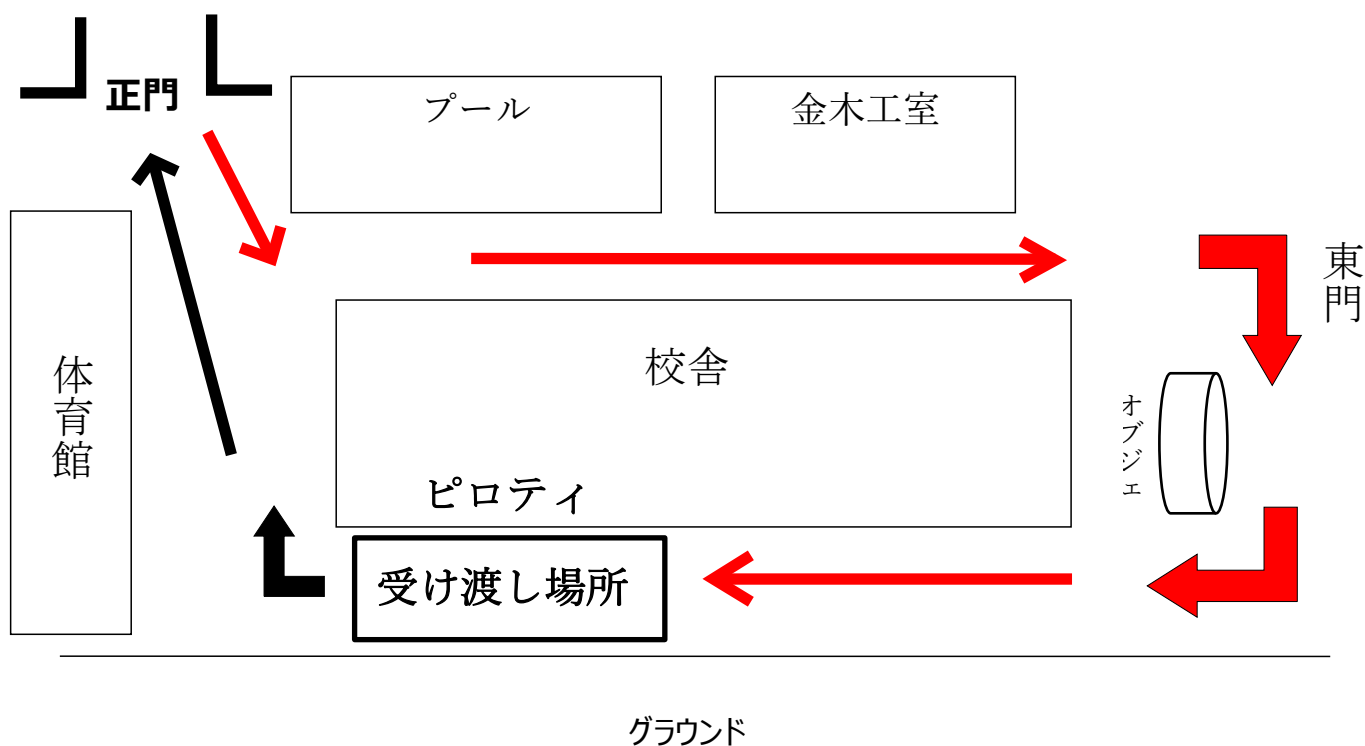 正門
プール
金木工室
東門
体育館
校舎
オブジェ
ピロティ
受け渡し場所
グラウンド